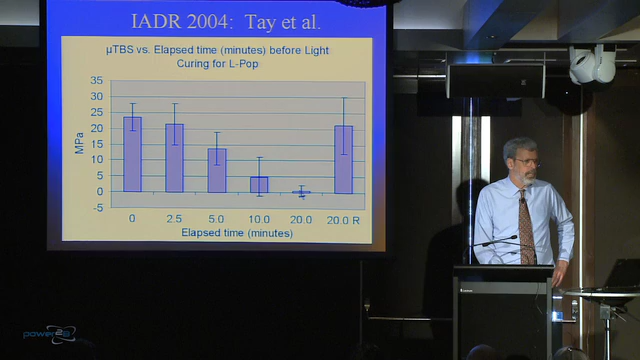 IADR 2004: Tay et al.
µTBS vs. Elapsed time (minutes) before Light
Curing for L-Pop
35
30
25
20
15
10
5
0
-5
MPa
0 2.5 5.0 10.0 20.0 20.0 R
Elapsed time (minutes)